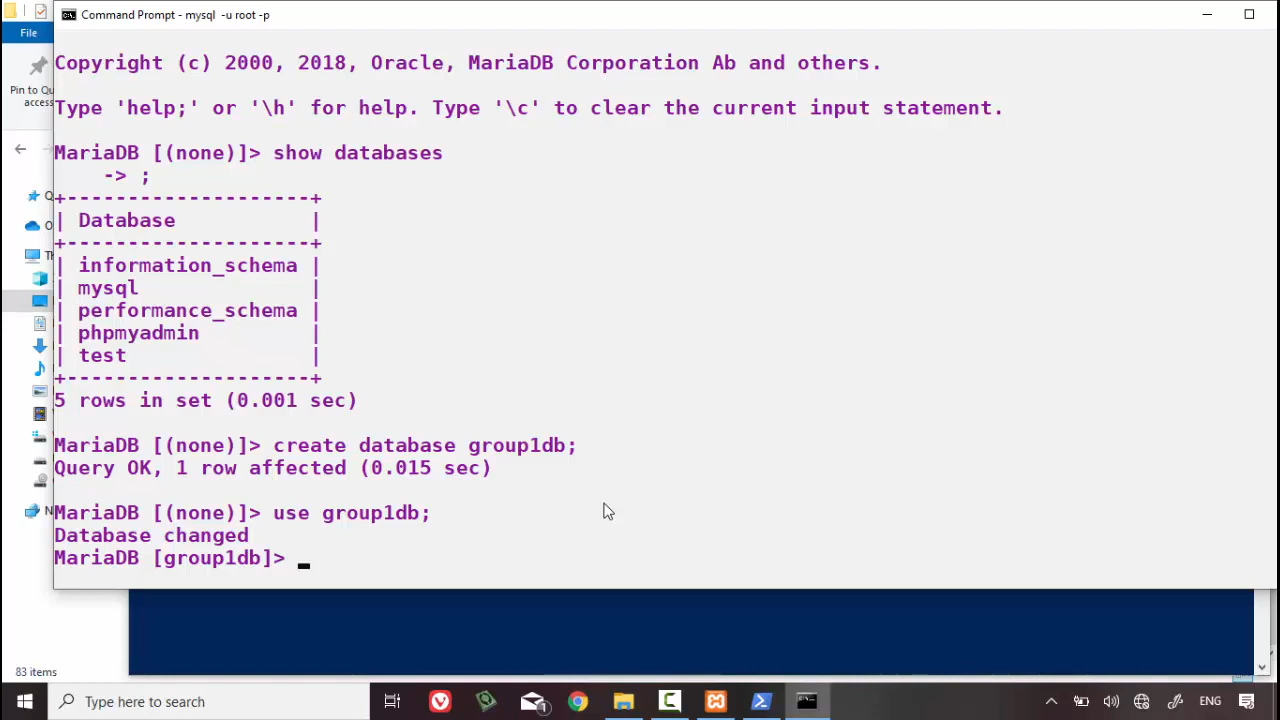 Command Prompt - mysql -u root -p
File
Pin to Qu
access
Copyright (c) 2000, 2018, Oracle, MariaDB Corporation Ab and others.
Type 'help;' or '\h' for help. Type '\c' to clear the current input statement.
MariaDB [(none)]> show databases
    -> ;
+--------------------+
| Database           |
+--------------------+
| information_schema |
| mysql              |
| performance_schema |
| phpmyadmin         |
| test               |
+--------------------+
5 rows in set (0.001 sec)
MariaDB [(none)]> create database group1db;
Query OK, 1 row affected (0.015 sec)
MariaDB [(none)]> use group1db;
Database changed
MariaDB [group1db]>
83 items
Type here to search
1
ENG